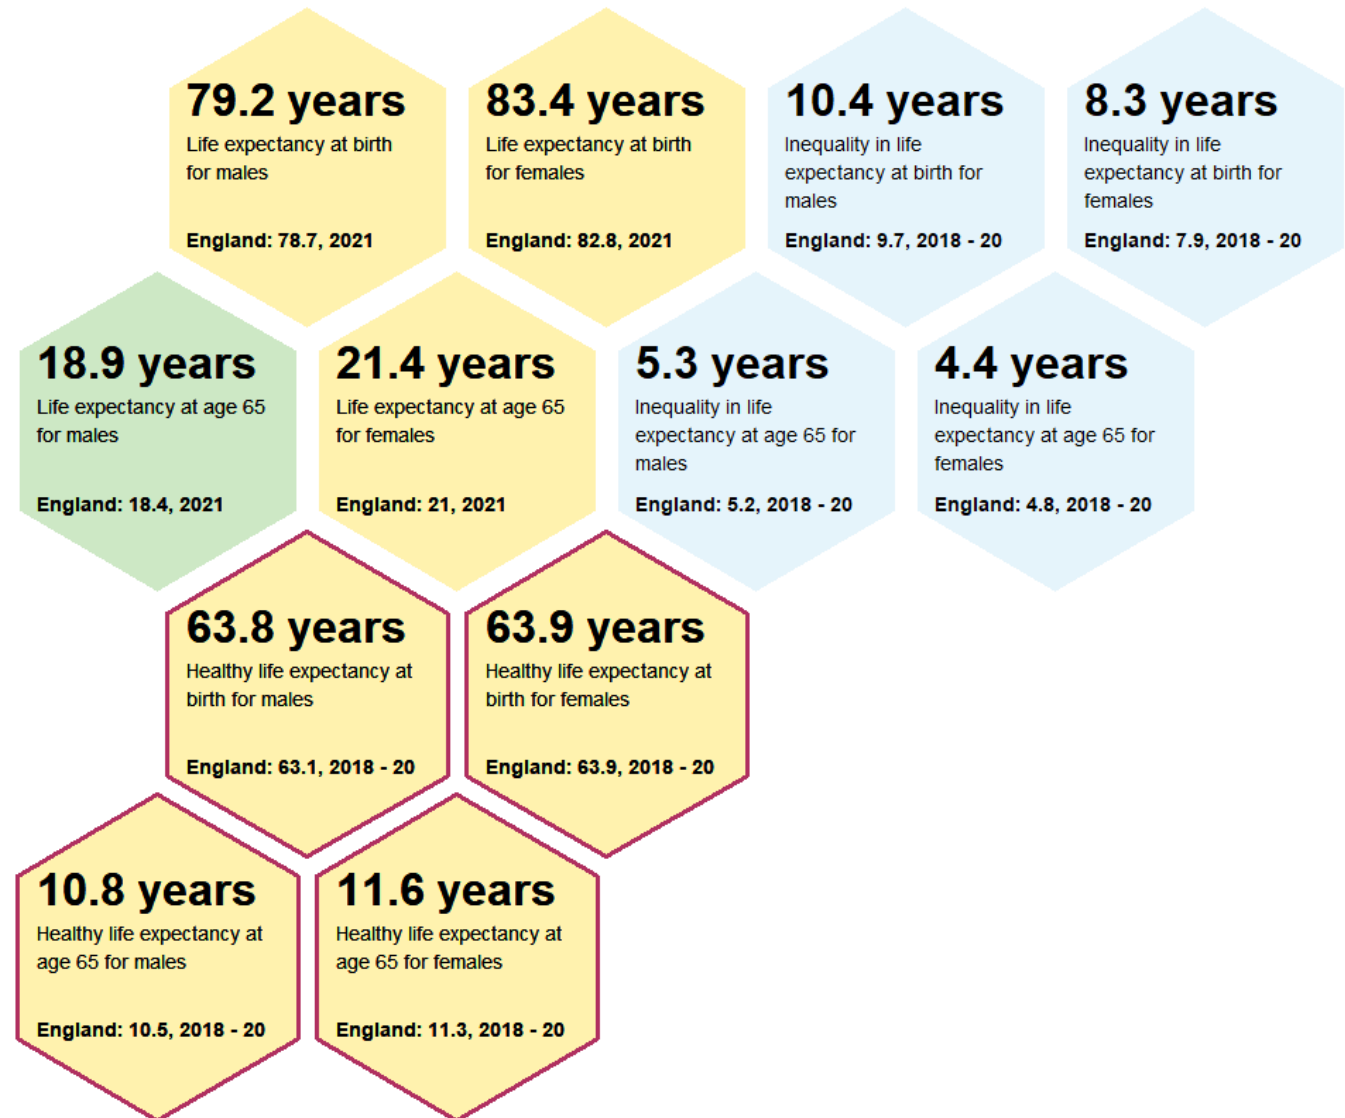 79.2 years
Life expectancy at birth
for males
England: 78.7, 2021
83.4 years
Life expectancy at birth
for females
England: 82.8, 2021
10.4 years
Inequality in life
expectancy at birth for
males
England: 9.7, 2018 - 20
8.3 years
Inequality in life
expectancy at birth for
females
England: 7.9, 2018 - 20
18.9 years
Life expectancy at age 65
for males
England: 18.4, 2021
21.4 years
Life expectancy at age 65
for females
England: 21, 2021
5.3 years
Inequality in life
expectancy at age 65 for
males
England: 5.2, 2018 - 20
4.4 years
Inequality in life
expectancy at age 65 for
females
England: 4.8, 2018 - 20
63.8 years
Healthy life expectancy at
birth for males
England: 63.1, 2018 - 20
63.9 years
Healthy life expectancy at
birth for females
England: 63.9, 2018 - 20
10.8 years
Healthy life expectancy at
age 65 for males
England: 10.5, 2018 - 20
11.6 years
Healthy life expectancy at
age 65 for females
England: 11.3, 2018 - 20